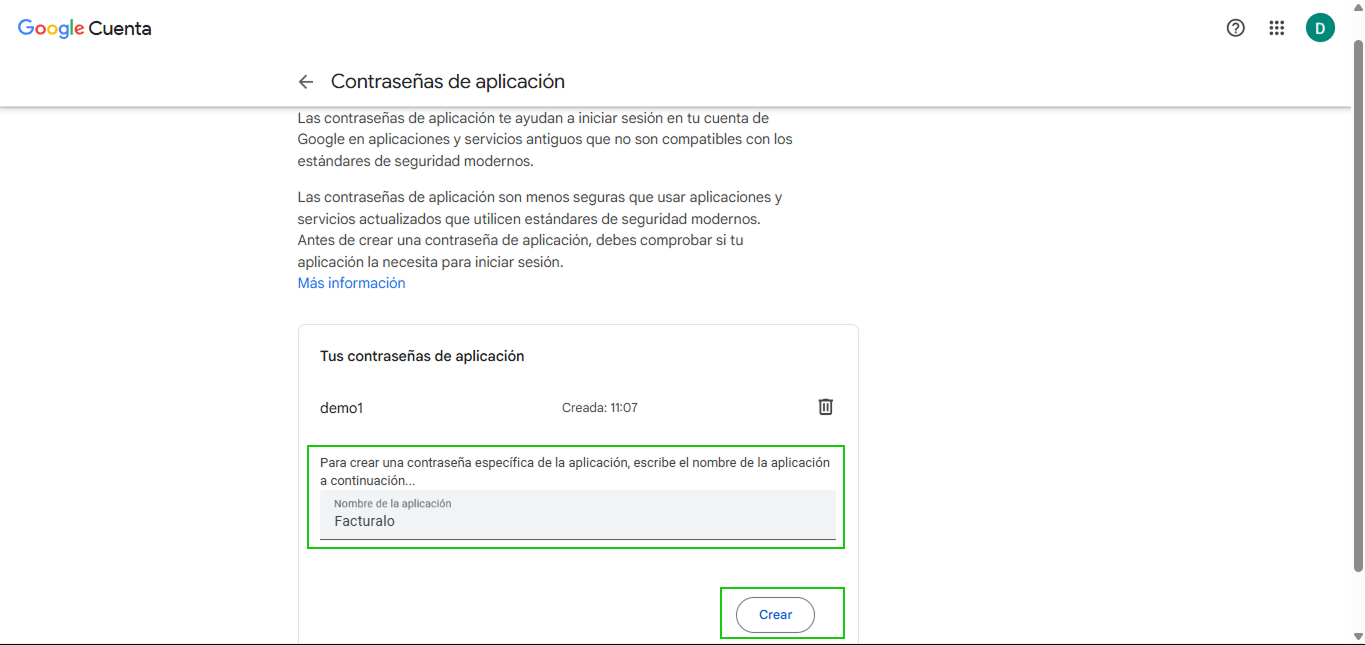 Google Cuenta
D
Contraseñas de aplicación
Las contraseñas de aplicación te ayudan a iniciar sesión en tu cuenta de
Google en aplicaciones y servicios antiguos que no son compatibles con los
estándares de seguridad modernos.
Las contraseñas de aplicación son menos seguras que usar aplicaciones y
servicios actualizados que utilicen estándares de seguridad modernos.
Antes de crear una contraseña de aplicación, debes comprobar si tu
aplicación la necesita para iniciar sesión.
Más información
Tus contraseñas de aplicación
demo1 Creada: 11:07
Para crear una contraseña específica de la aplicación, escribe el nombre de la aplicación
a continuación...
Nombre de la aplicación
Facturalo
Crear